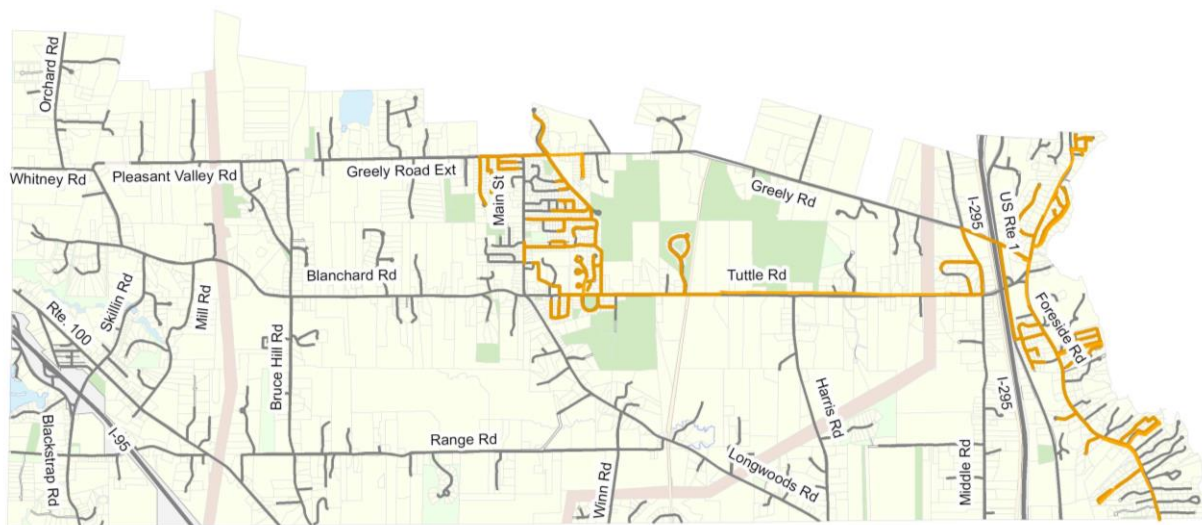 Orchard Rd
Whitney Rd
Pleasant Valley Rd
Greely Road Ext
Main St
Greely Rd
I-295
US Rte 1
Blanchard Rd
Tuttle Rd
Skillin Rd
Mill Rd
Rte. 100
Bruce Hill Rd
Foreside Rd
I-295
Harris Rd
Blackstrap Rd
I-95
Range Rd
Winn Rd
Longwoods Rd
Middle Rd